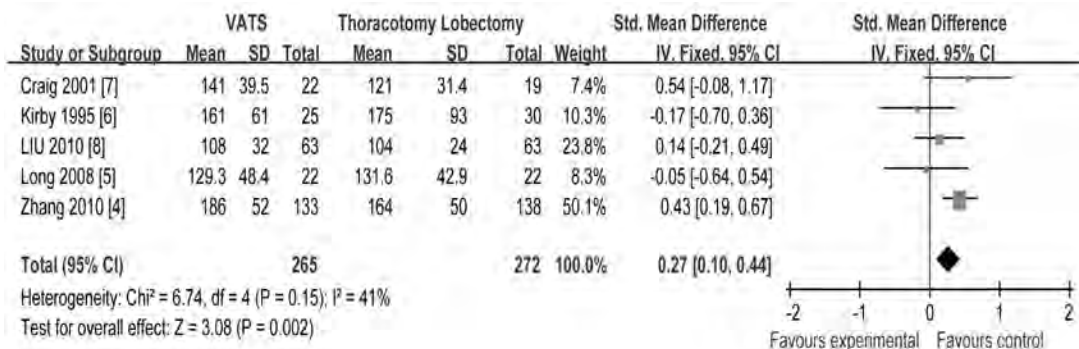 VATS Thoracotomy Lobectomy Std. Mean Difference Std. Mean Difference
Study or Subgroup Mean SD Total Mean SD Total Weight IV, Fixed, 95% CI IV, Fixed, 95% CI
Craig 2001 [7] 141 39.5 22 121 31.4 19 7.4% 0.54 [-0.08, 1.17]
Kirby 1995 [6] 161 61 25 175 93 30 10.3% -0.17 [-0.70, 0.36]
LIU 2010 [8] 108 32 63 104 24 63 23.8% 0.14 [-0.21, 0.49]
Long 2008 [5] 129.3 48.4 22 131.6 42.9 22 8.3% -0.05 [-0.64, 0.54]
Zhang 2010 [4] 186 52 133 164 50 138 50.1% 0.43 [0.19, 0.67]
Total (95% CI) 265 272 100.0% 0.27 [0.10, 0.44]
Heterogeneity: Chi² = 6.74, df = 4 (P = 0.15); I² = 41%
Test for overall effect: Z = 3.08 (P = 0.002)
-2 -1 0 1 2
Favours experimental Favours control